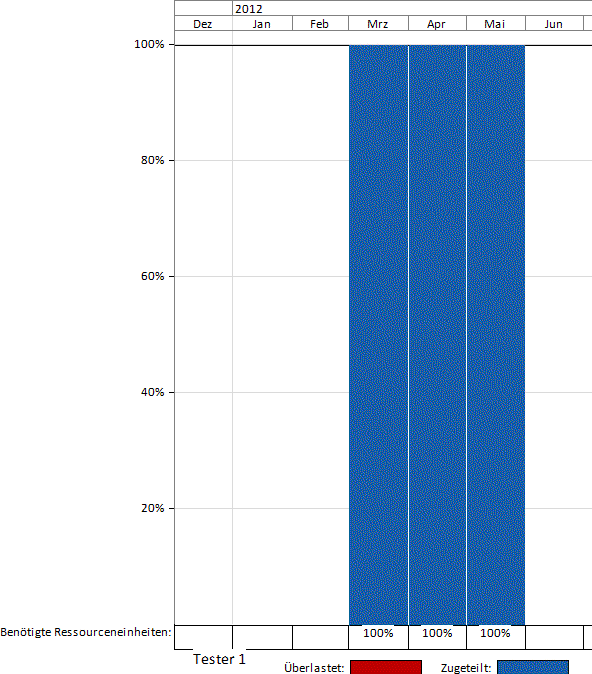 2012
Dez Jan Feb Mrz Apr Mai Jun
100%
80%
60%
40%
20%
Benötigte Ressourceneinheiten: 100% 100% 100%
Tester 1
Überlastet: Zugeteilt: